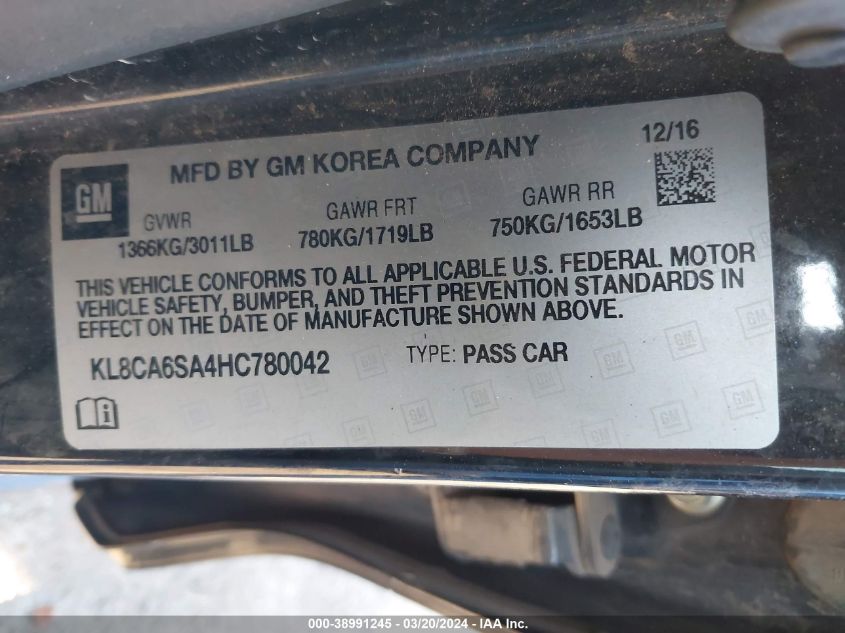 GM
MFD BY GM KOREA COMPANY
12/16
GVWR
GAWR FRT
GAWR RR
1366KG/3011LB
780KG/1719LB
750KG/1653LB
THIS VEHICLE CONFORMS TO ALL APPLICABLE U.S. FEDERAL MOTOR
VEHICLE SAFETY, BUMPER, AND THEFT PREVENTION STANDARDS IN
EFFECT ON THE DATE OF MANUFACTURE SHOWN ABOVE.
KL8CA6SA4HC780042
TYPE: PASS CAR
000-38991245 - 03/20/2024 - IAA Inc.